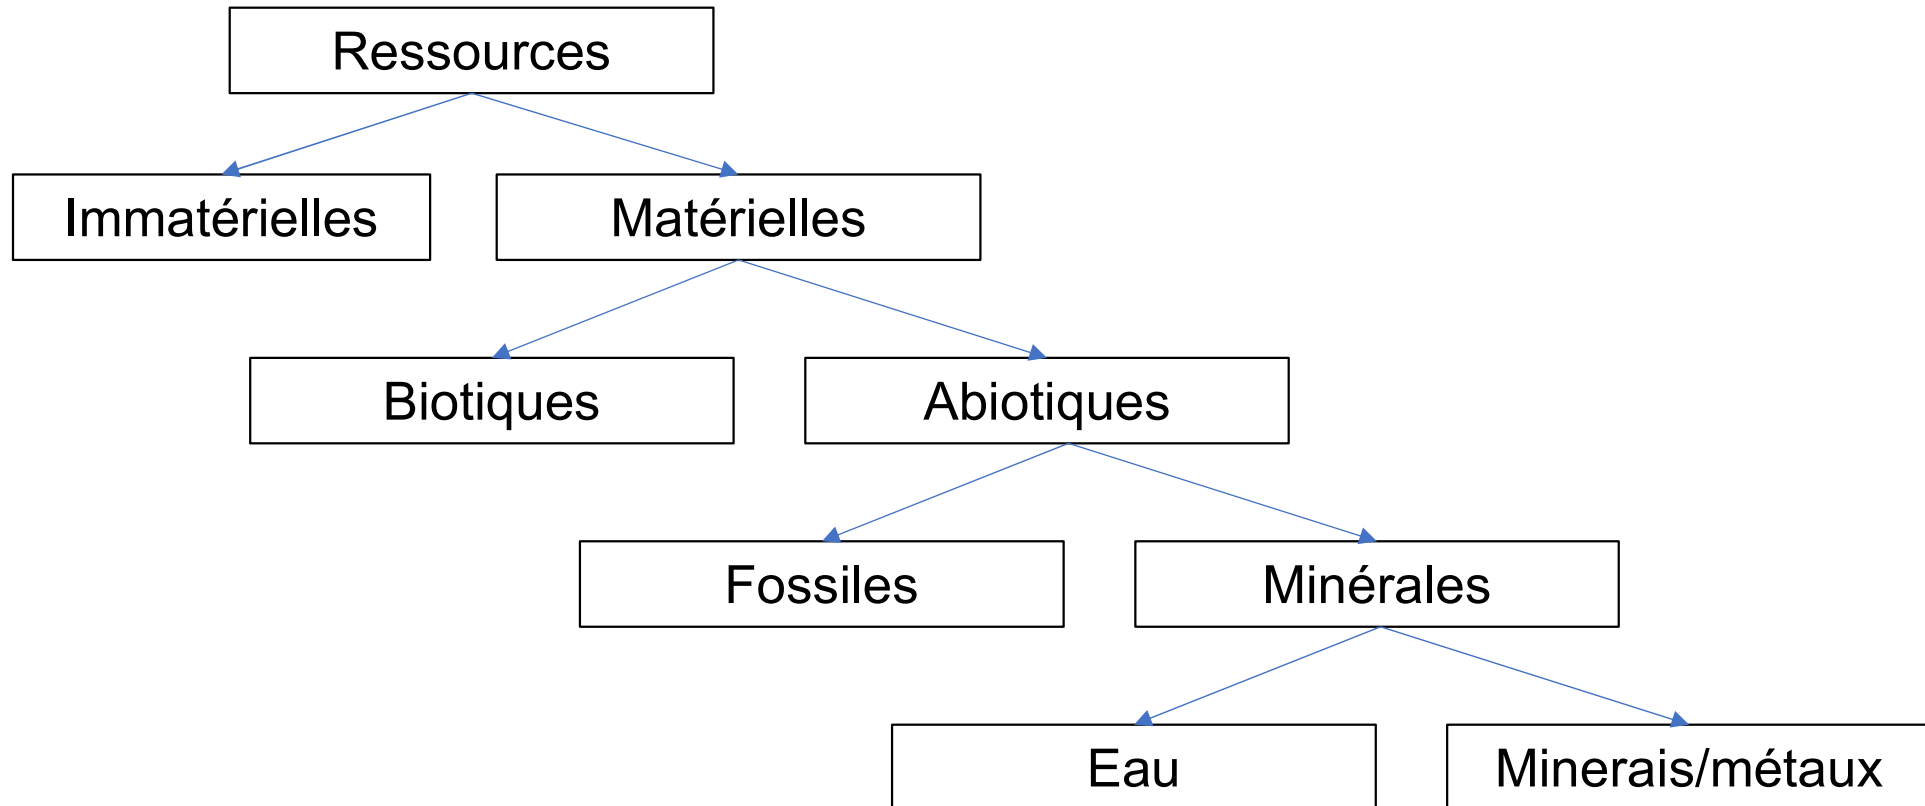 Ressources
Immatérielles
Matérielles
Biotiques
Abiotiques
Fossiles
Minérales
Eau
Minerais/métaux